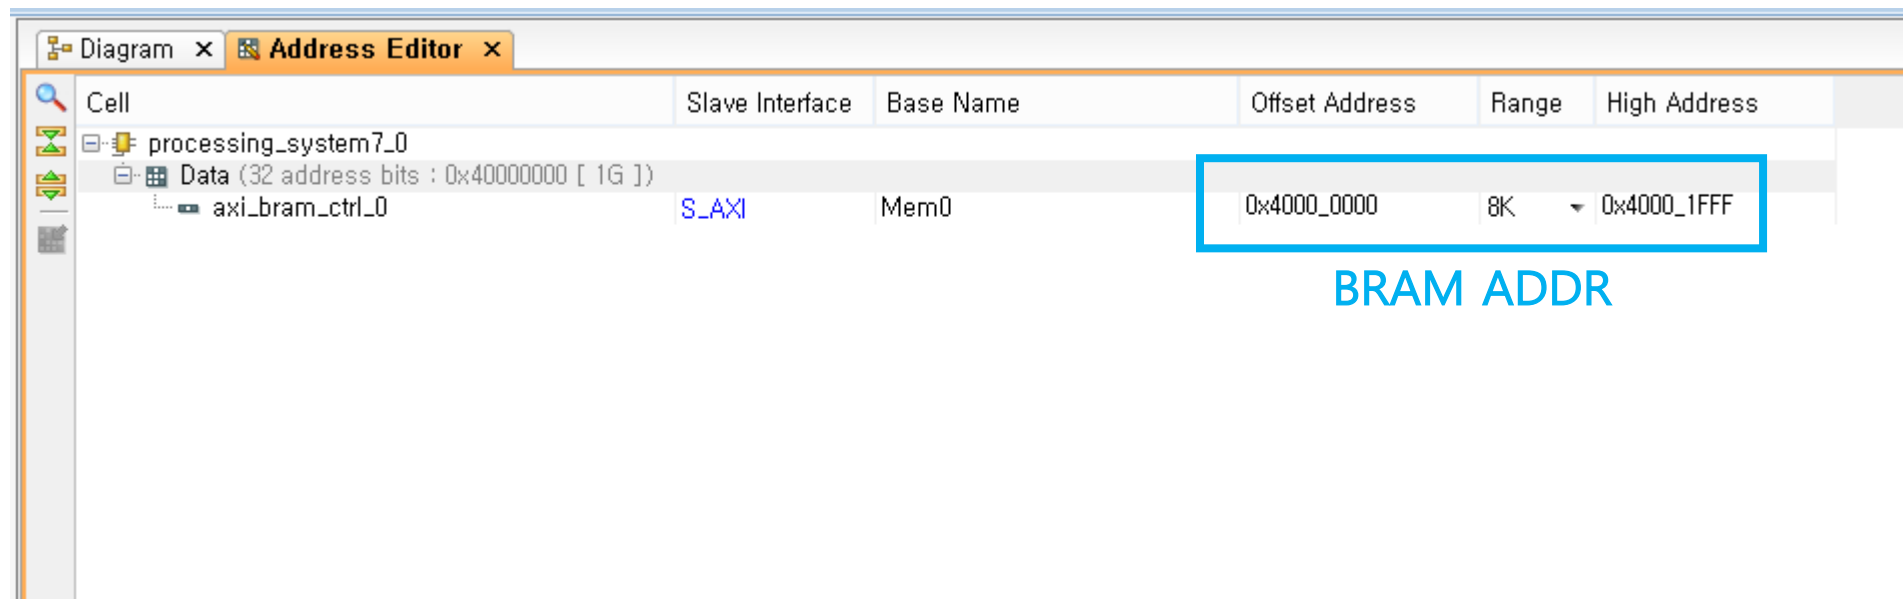 Diagram Address Editor
Cell Slave Interface Base Name Offset Address Range High Address
processing_system7_0
Data (32 address bits : 0x40000000 [ 1G ])
axi_bram_ctrl_0 S_AXI Mem0 0x4000_0000 8K 0x4000_1FFF
BRAM ADDR